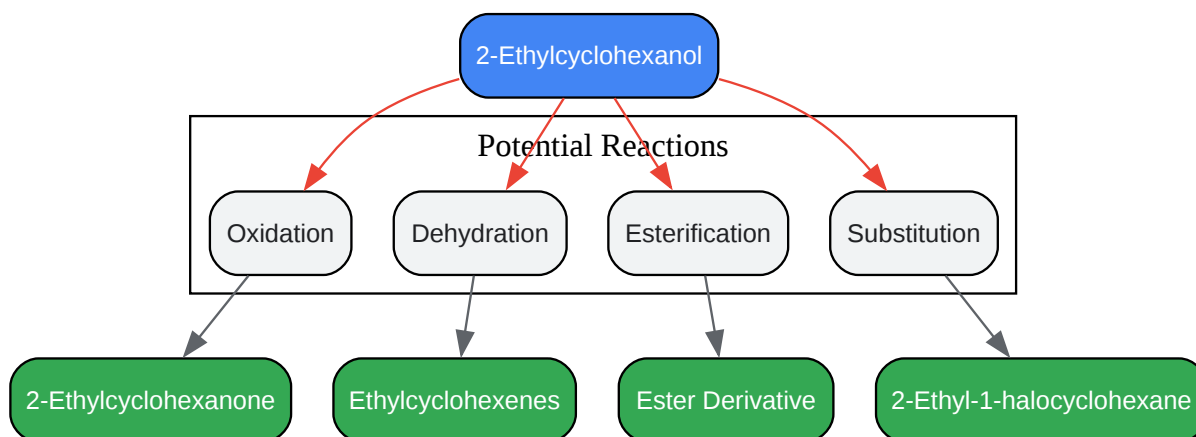 2-Ethylcyclohexanol
Potential Reactions
Oxidation
Dehydration
Esterification
Substitution
2-Ethylcyclohexanone
Ethylcyclohexenes
Ester Derivative
2-Ethyl-1-halocyclohexane